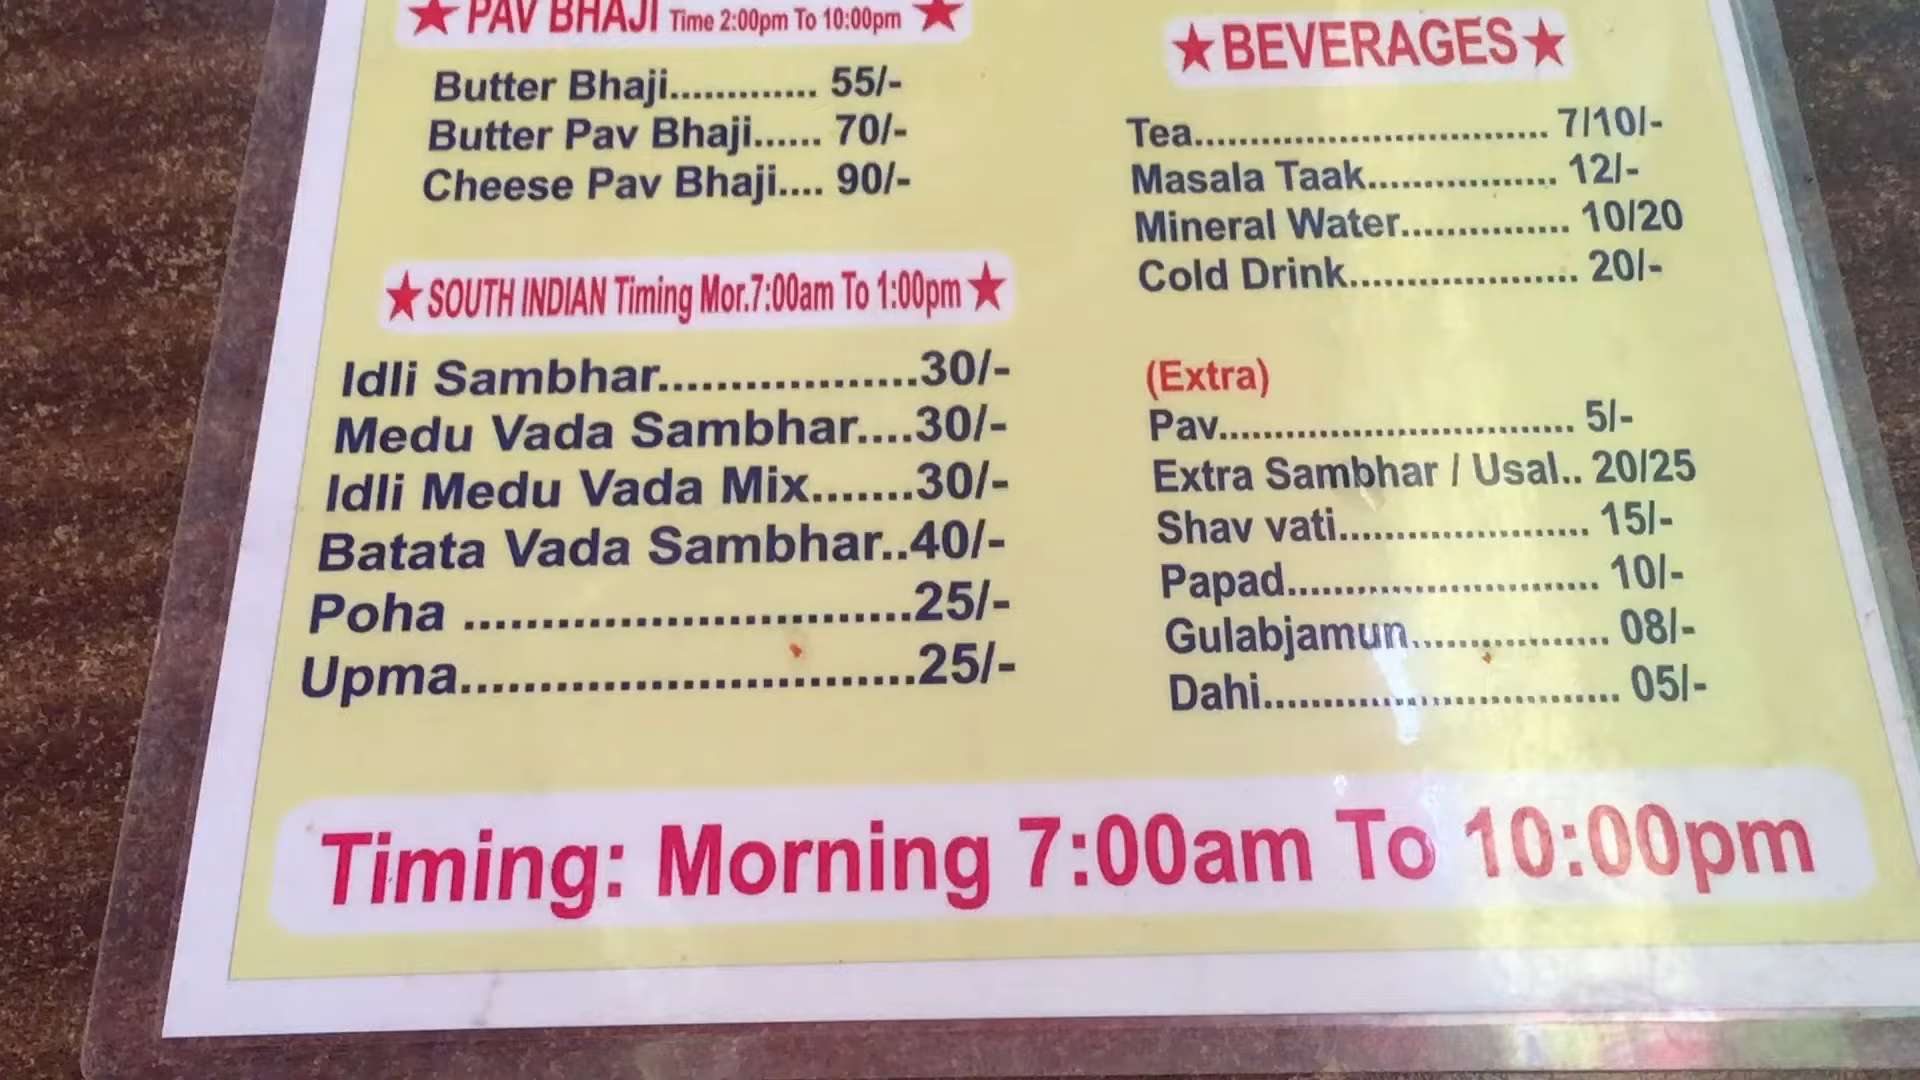 ★ PAV BHAJI Time 2:00pm To 10:00pm ★
Butter Bhaji............. 55/-
Butter Pav Bhaji...... 70/-
Cheese Pav Bhaji.... 90/-
★ SOUTH INDIAN Timing Mor.7:00am To 1:00pm ★
Idli Sambhar..................30/-
Medu Vada Sambhar....30/-
Idli Medu Vada Mix.......30/-
Batata Vada Sambhar..40/-
Poha .............................25/-
Upma..............................25/-
★ BEVERAGES ★
Tea................................. 7/10/-
Masala Taak................. 12/-
Mineral Water............... 10/20
Cold Drink.................... 20/-
(Extra)
Pav................................ 5/-
Extra Sambhar / Usal.. 20/25
Shav vati...................... 15/-
Papad........................... 10/-
Gulabjamun.................. 08/-
Dahi............................... 05/-
Timing: Morning 7:00am To 10:00pm